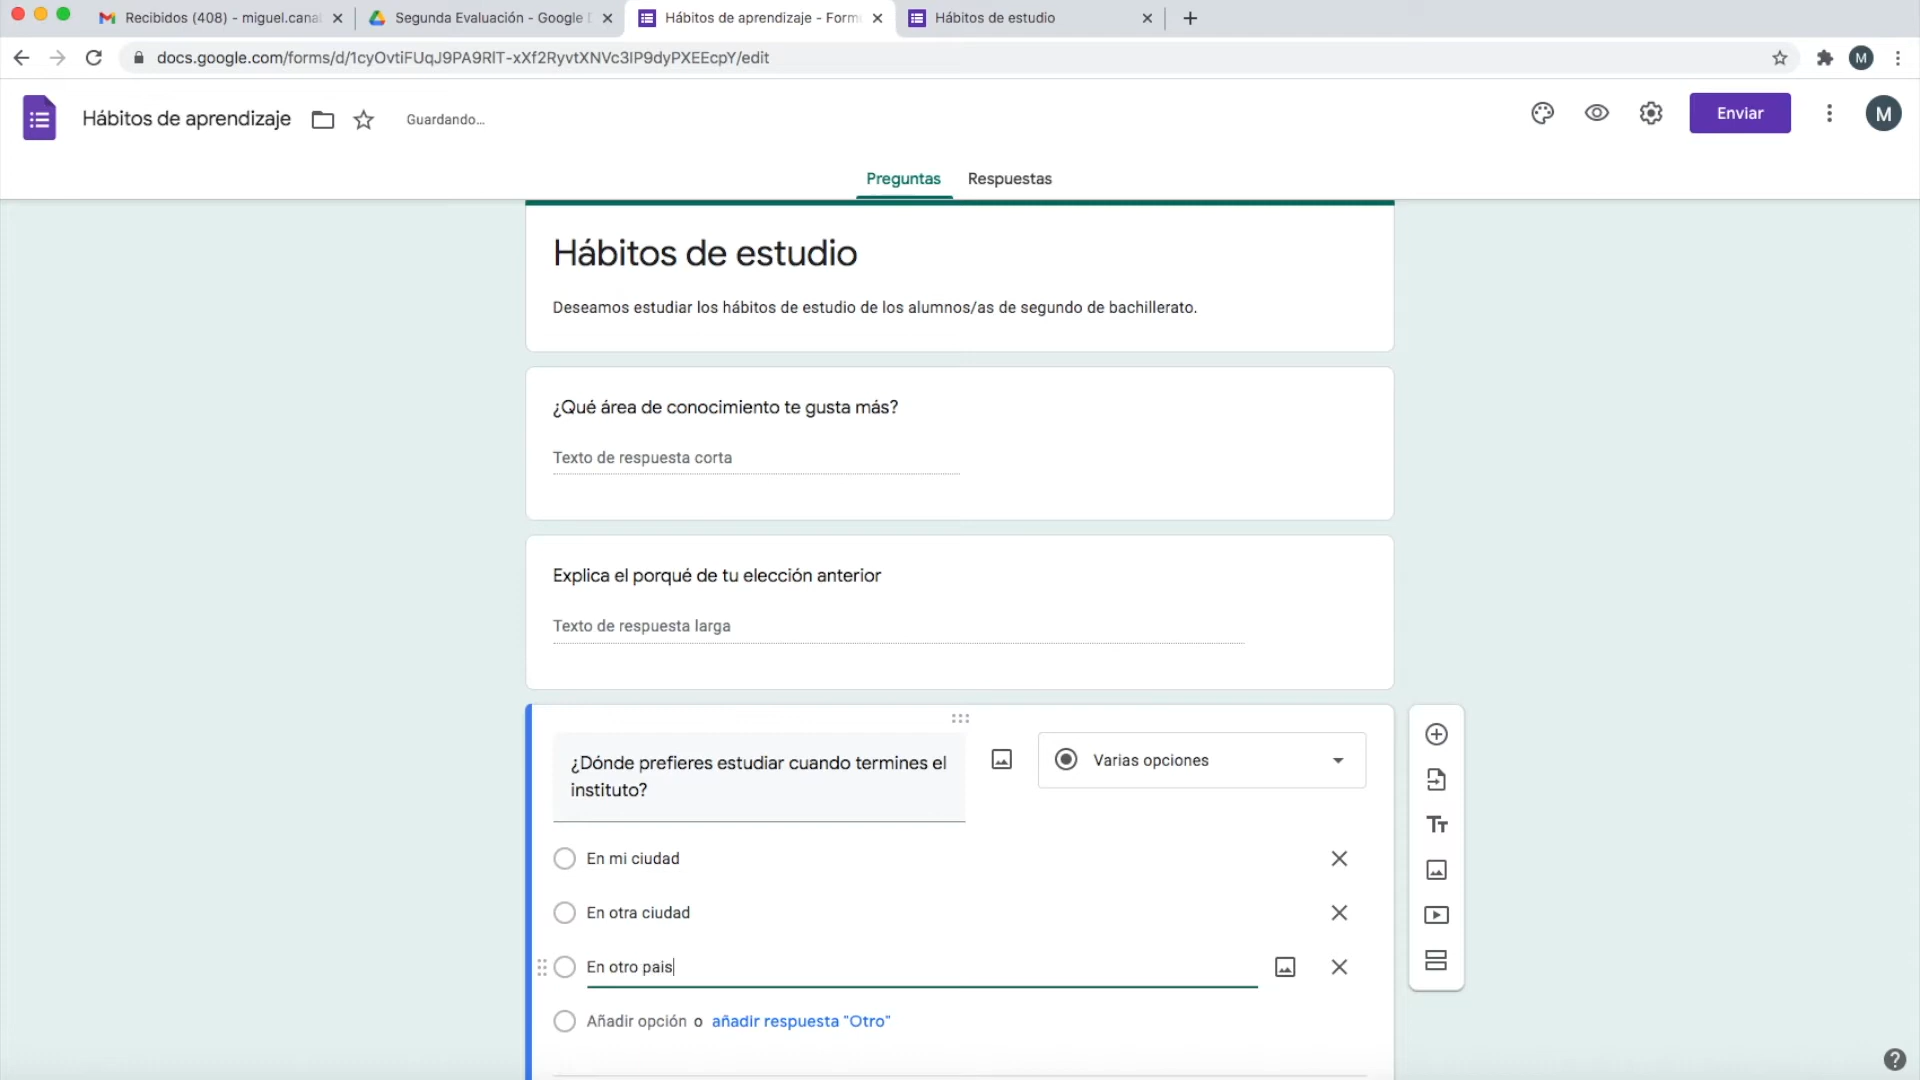 Recibidos (408) - miguel.cana
Segunda Evaluación - Google D
Hábitos de aprendizaje - Form
Hábitos de estudio
docs.google.com/forms/d/1cyOvtiFUqJ9PA9RlT-xXf2RyvtXNVc3IP9dyPXEEcpY/edit
M
Hábitos de aprendizaje
Guardando...
Enviar
M
Preguntas
Respuestas
Hábitos de estudio
Deseamos estudiar los hábitos de estudio de los alumnos/as de segundo de bachillerato.
¿Qué área de conocimiento te gusta más?
Texto de respuesta corta
Explica el porqué de tu elección anterior
Texto de respuesta larga
¿Dónde prefieres estudiar cuando termines el
instituto?
Varias opciones
En mi ciudad
En otra ciudad
Tт
En otro pais
Añadir opción o añadir respuesta "Otro"